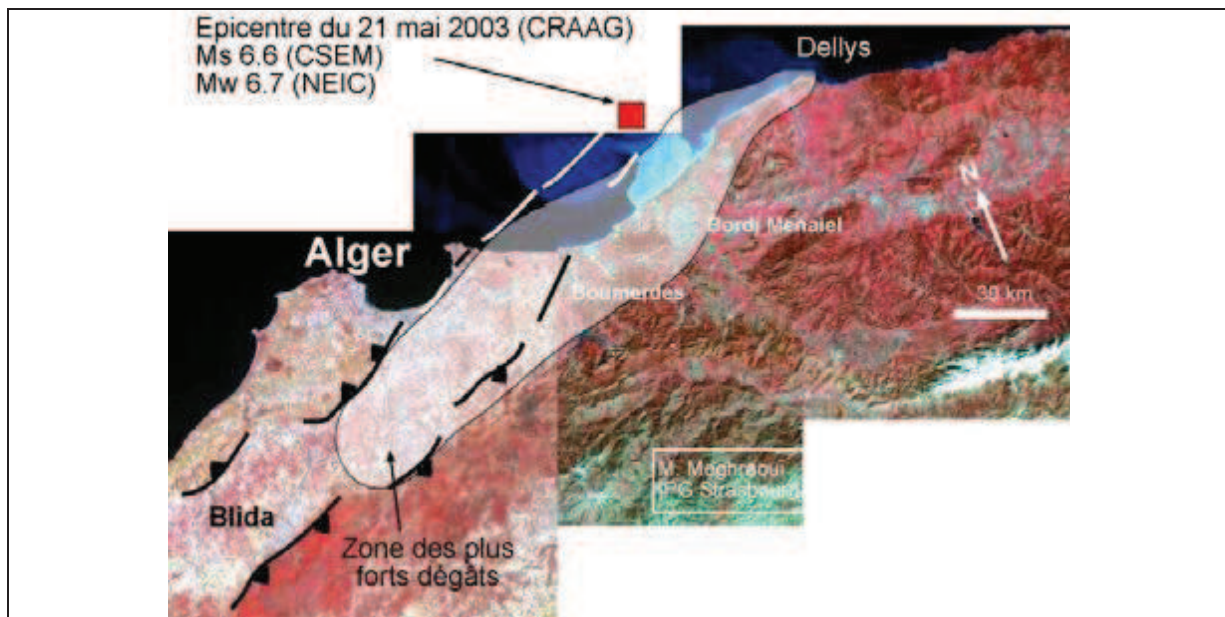 Epicentre du 21 mai 2003 (CRAAG)
Ms 6.6 (CSEM)
Mw 6.7 (NEIC)
Dellys
N
Bordj Menaiel
Alger
Boumerdes
30 km
M. Meghraoui
IPG Strasbourg
Blida
Zone des plus
forts dégâts